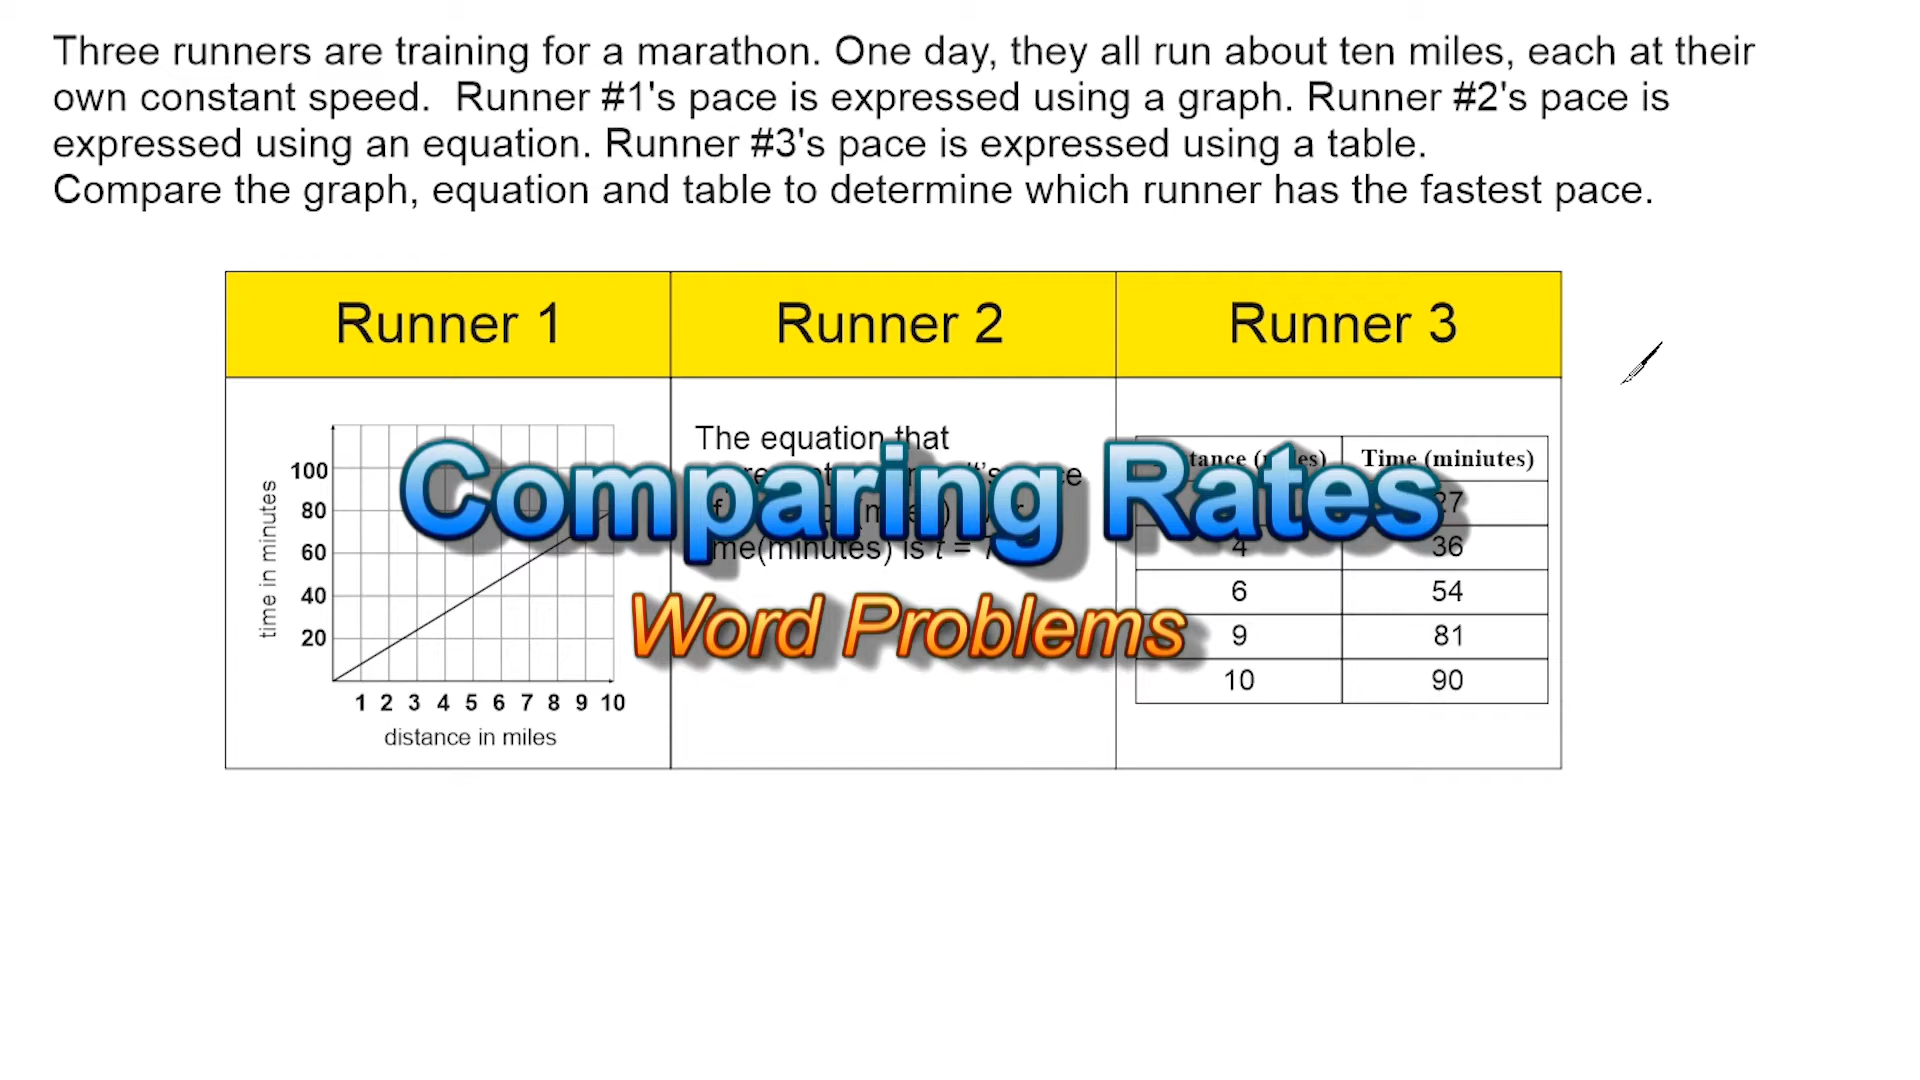 Three runners are training for a marathon. One day, they all run about ten miles, each at their
own constant speed.  Runner #1's pace is expressed using a graph. Runner #2's pace is
expressed using an equation. Runner #3's pace is expressed using a table.
Compare the graph, equation and table to determine which runner has the fastest pace.
Runner 1
Runner 2
Runner 3
time in minutes
100
80
60
40
20
1 2 3 4 5 6 7 8 9 10
distance in miles
The equation that
(minutes) is t =
Time (miniutes)
27
4 36
6 54
9 81
10 90
Comparing Rates
Word Problems